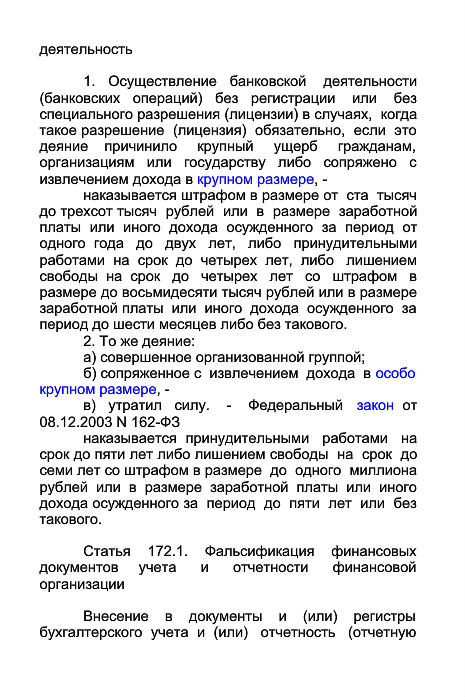 деятельность
1. Осуществление банковской деятельности
(банковских операций) без регистрации или без
специального разрешения (лицензии) в случаях, когда
такое разрешение (лицензия) обязательно, если это
деяние причинило крупный ущерб гражданам,
организациям или государству либо сопряжено с
извлечением дохода в крупном размере, -
наказывается штрафом в размере от ста тысяч
до трехсот тысяч рублей или в размере заработной
платы или иного дохода осужденного за период от
одного года до двух лет, либо принудительными
работами на срок до четырех лет, либо лишением
свободы на срок до четырех лет со штрафом в
размере до восьмидесяти тысяч рублей или в размере
заработной платы или иного дохода осужденного за
период до шести месяцев либо без такового.
2. То же деяние:
а) совершенное организованной группой;
б) сопряженное с извлечением дохода в особо
крупном размере, -
в) утратил силу. - Федеральный закон от
08.12.2003 N 162-ФЗ
наказывается принудительными работами на
срок до пяти лет либо лишением свободы на срок до
семи лет со штрафом в размере до одного миллиона
рублей или в размере заработной платы или иного
дохода осужденного за период до пяти лет или без
такового.
Статья 172.1. Фальсификация финансовых
документов учета и отчетности финансовой
организации
Внесение в документы и (или) регистры
бухгалтерского учета и (или) отчетность (отчетную